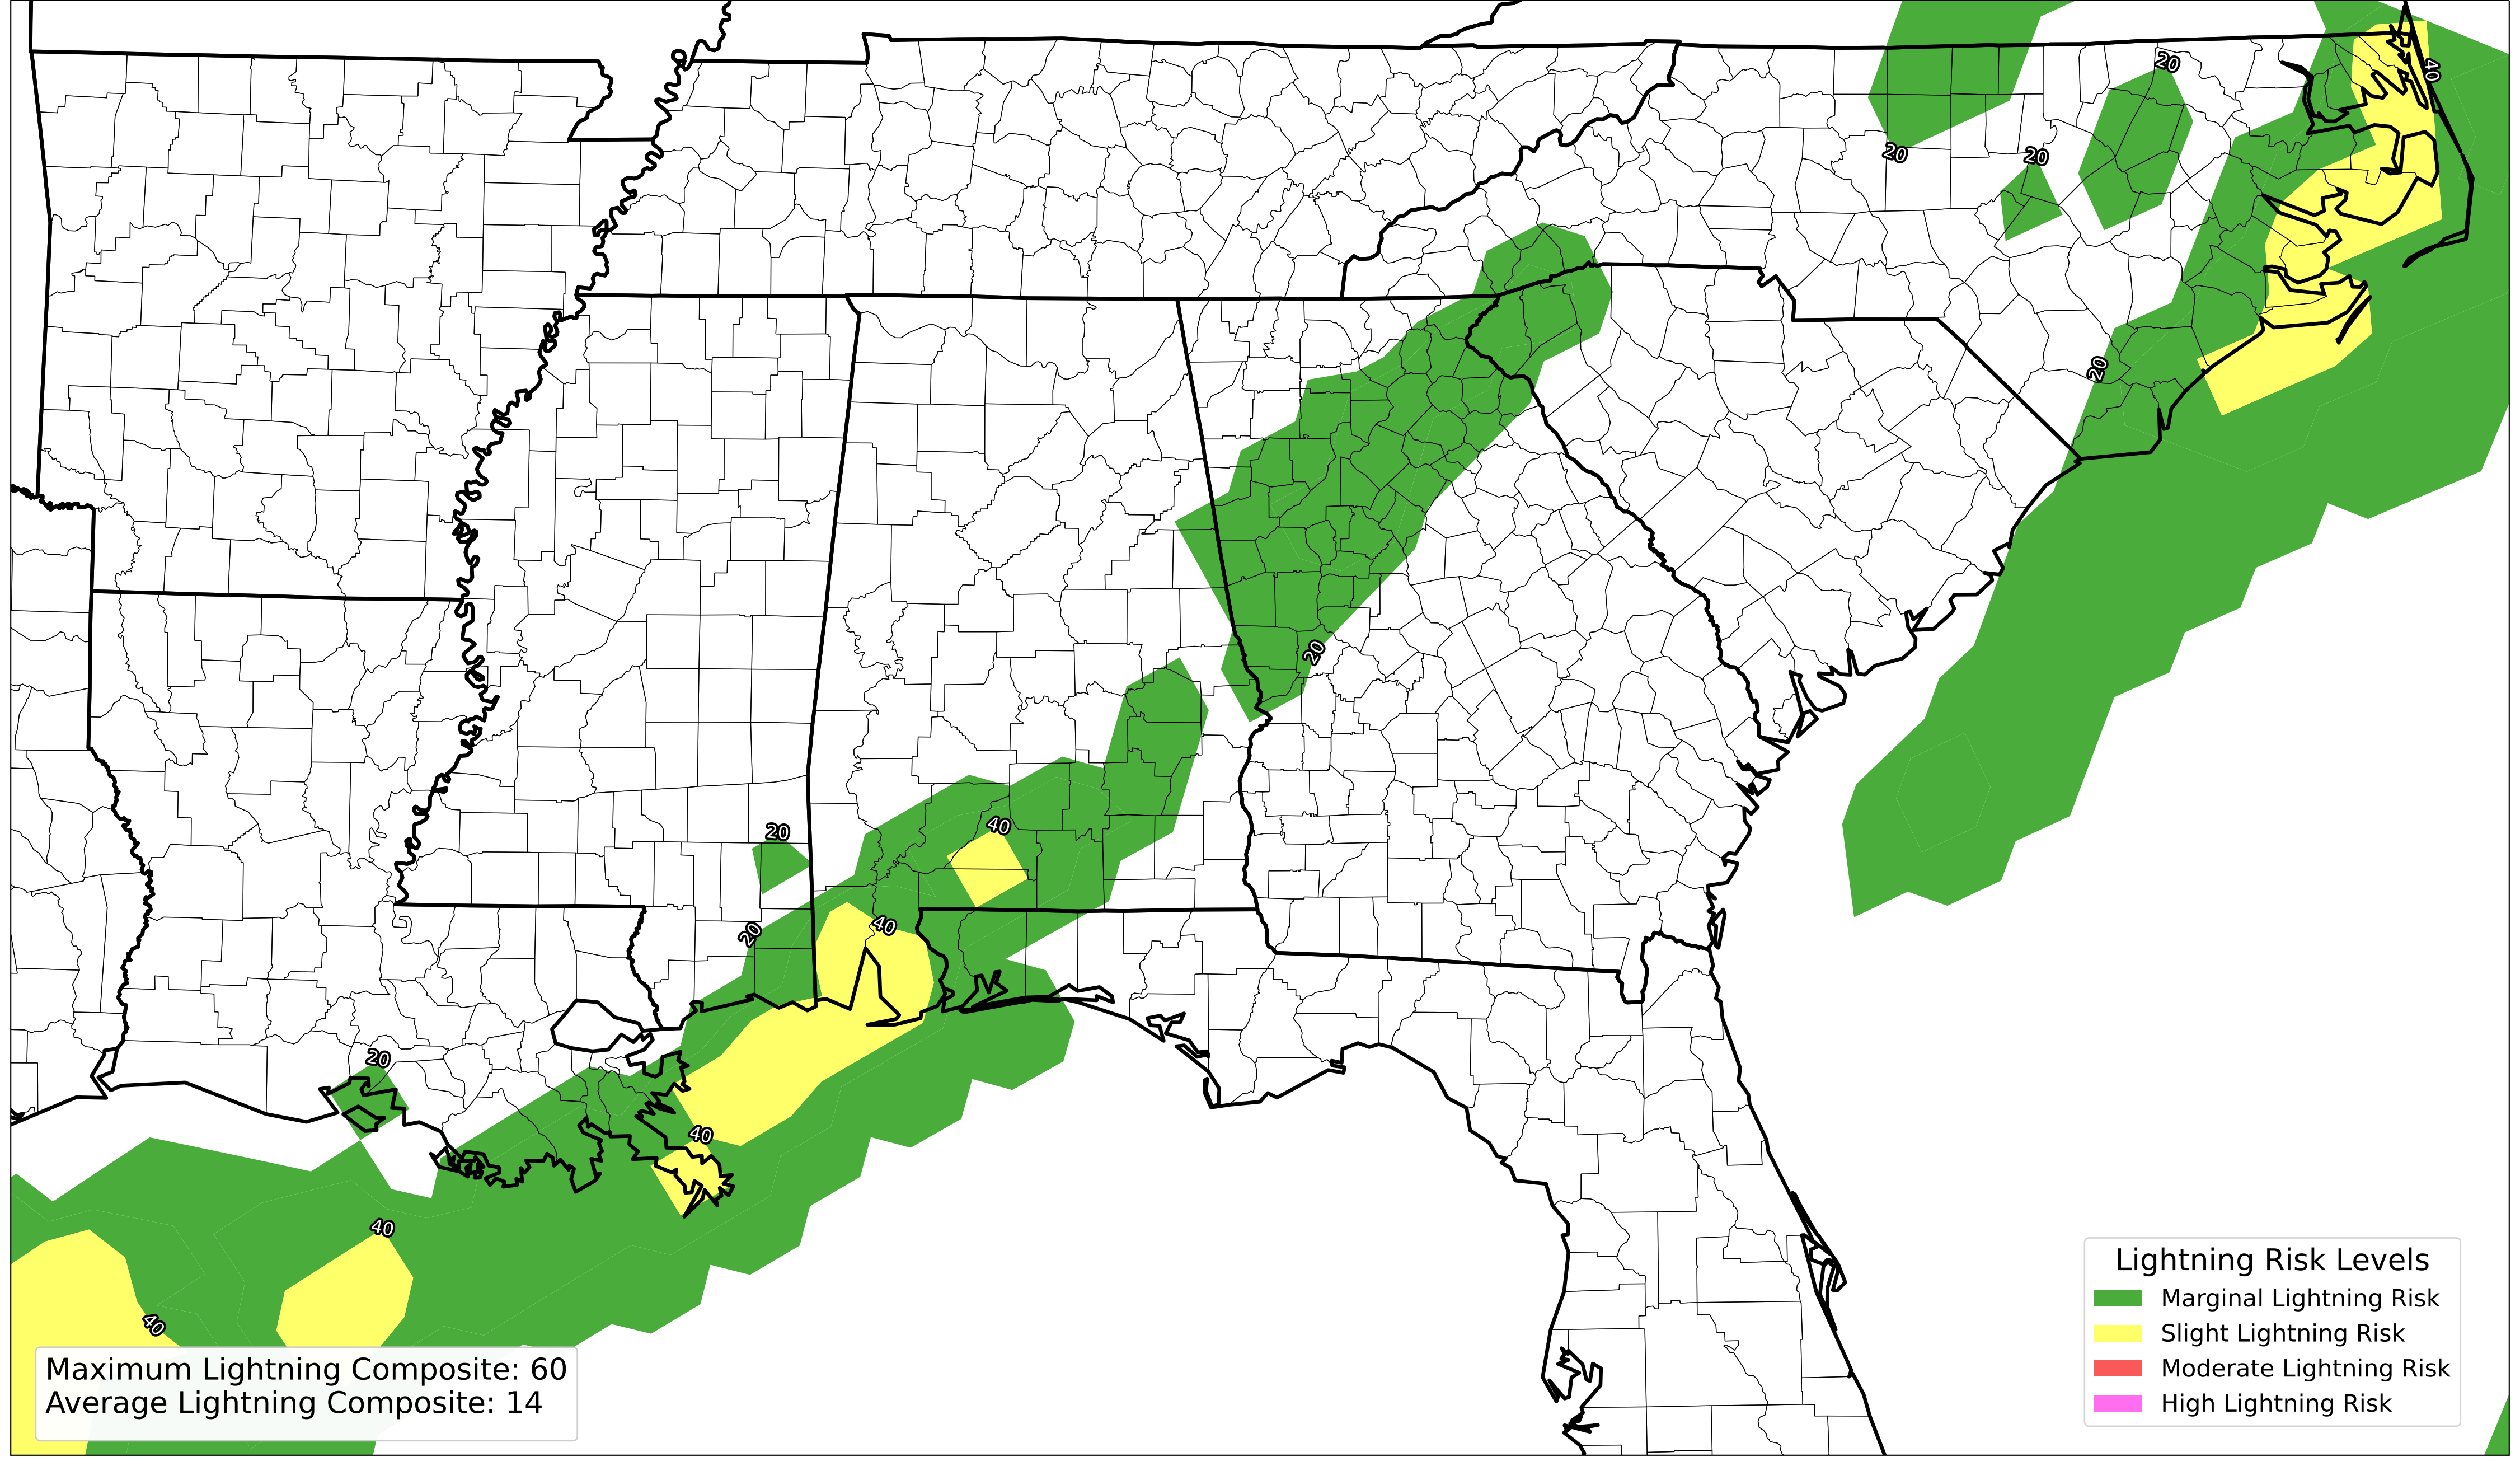 20
40
20
20
20
20
20
40
20
40
20
20
40
40
40
Maximum Lightning Composite: 60
Average Lightning Composite: 14
Lightning Risk Levels
Marginal Lightning Risk
Slight Lightning Risk
Moderate Lightning Risk
High Lightning Risk